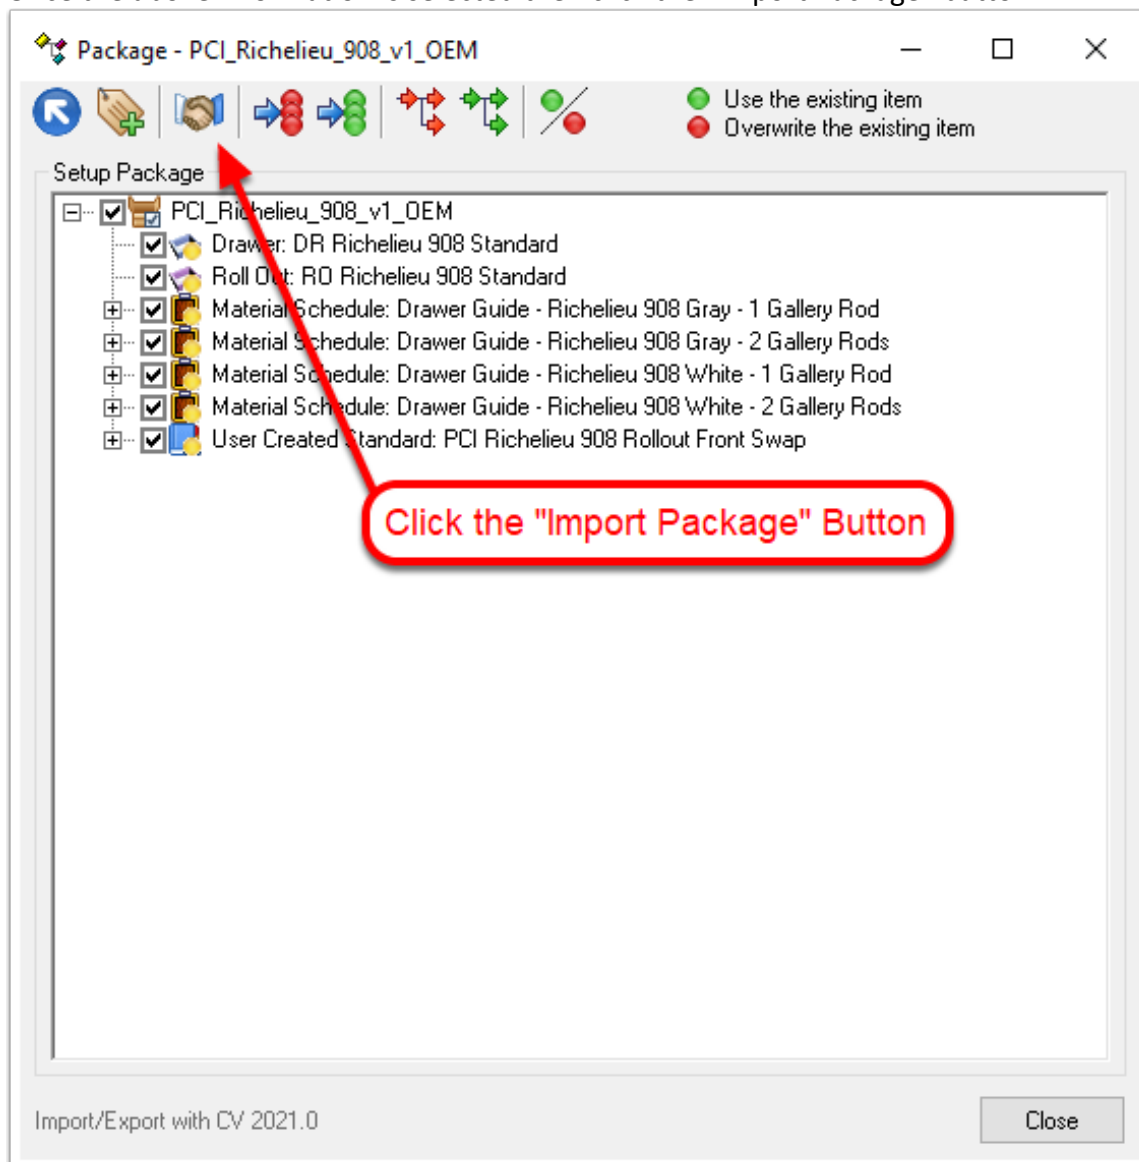 Package - PCI_Richelieu_908_v1_OEM
Use the existing item
Overwrite the existing item
Setup Package
PCI_Richelieu_908_v1_OEM
Drawer: DR Richelieu 908 Standard
Roll Out: RO Richelieu 908 Standard
Material Schedule: Drawer Guide - Richelieu 908 Gray - 1 Gallery Rod
Material Schedule: Drawer Guide - Richelieu 908 Gray - 2 Gallery Rods
Material Schedule: Drawer Guide - Richelieu 908 White - 1 Gallery Rod
Material Schedule: Drawer Guide - Richelieu 908 White - 2 Gallery Rods
User Created Standard: PCI Richelieu 908 Rollout Front Swap
Click the "Import Package" Button
Import/Export with CV 2021.0
Close